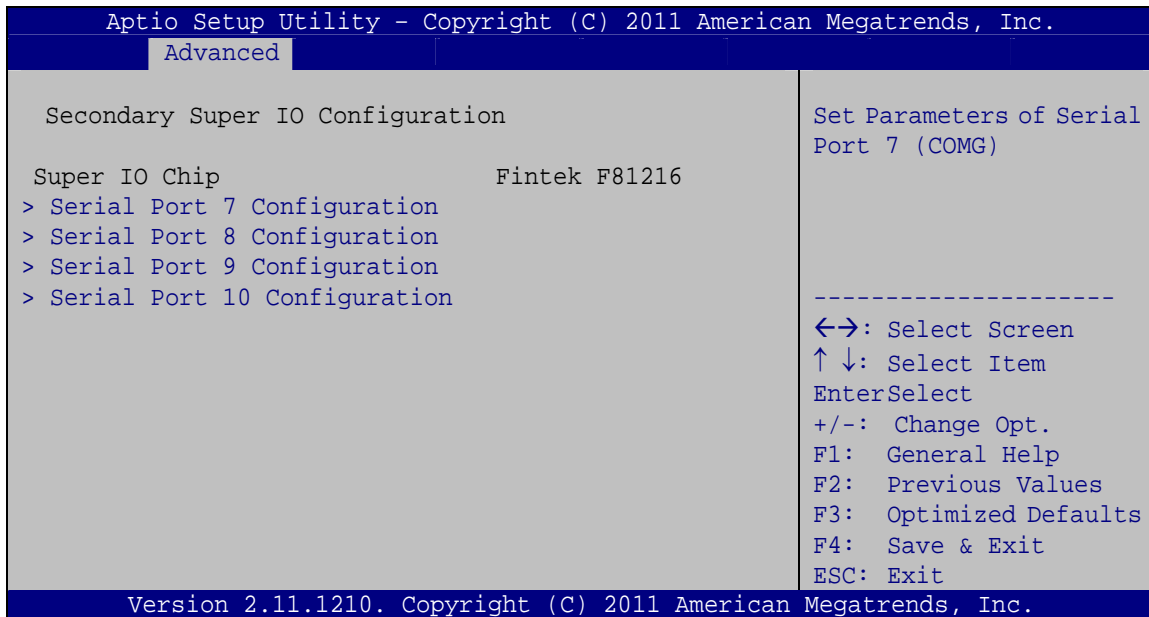 Aptio Setup Utility – Copyright (C) 2011 American Megatrends, Inc.
Advanced
Secondary Super IO Configuration
Super IO Chip Fintek F81216
> Serial Port 7 Configuration
> Serial Port 8 Configuration
> Serial Port 9 Configuration
> Serial Port 10 Configuration
Set Parameters of Serial
Port 7 (COMG)
---------------------
←→: Select Screen
↑ ↓: Select Item
EnterSelect
+/-: Change Opt.
F1: General Help
F2: Previous Values
F3: Optimized Defaults
F4: Save & Exit
ESC: Exit
Version 2.11.1210. Copyright (C) 2011 American Megatrends, Inc.